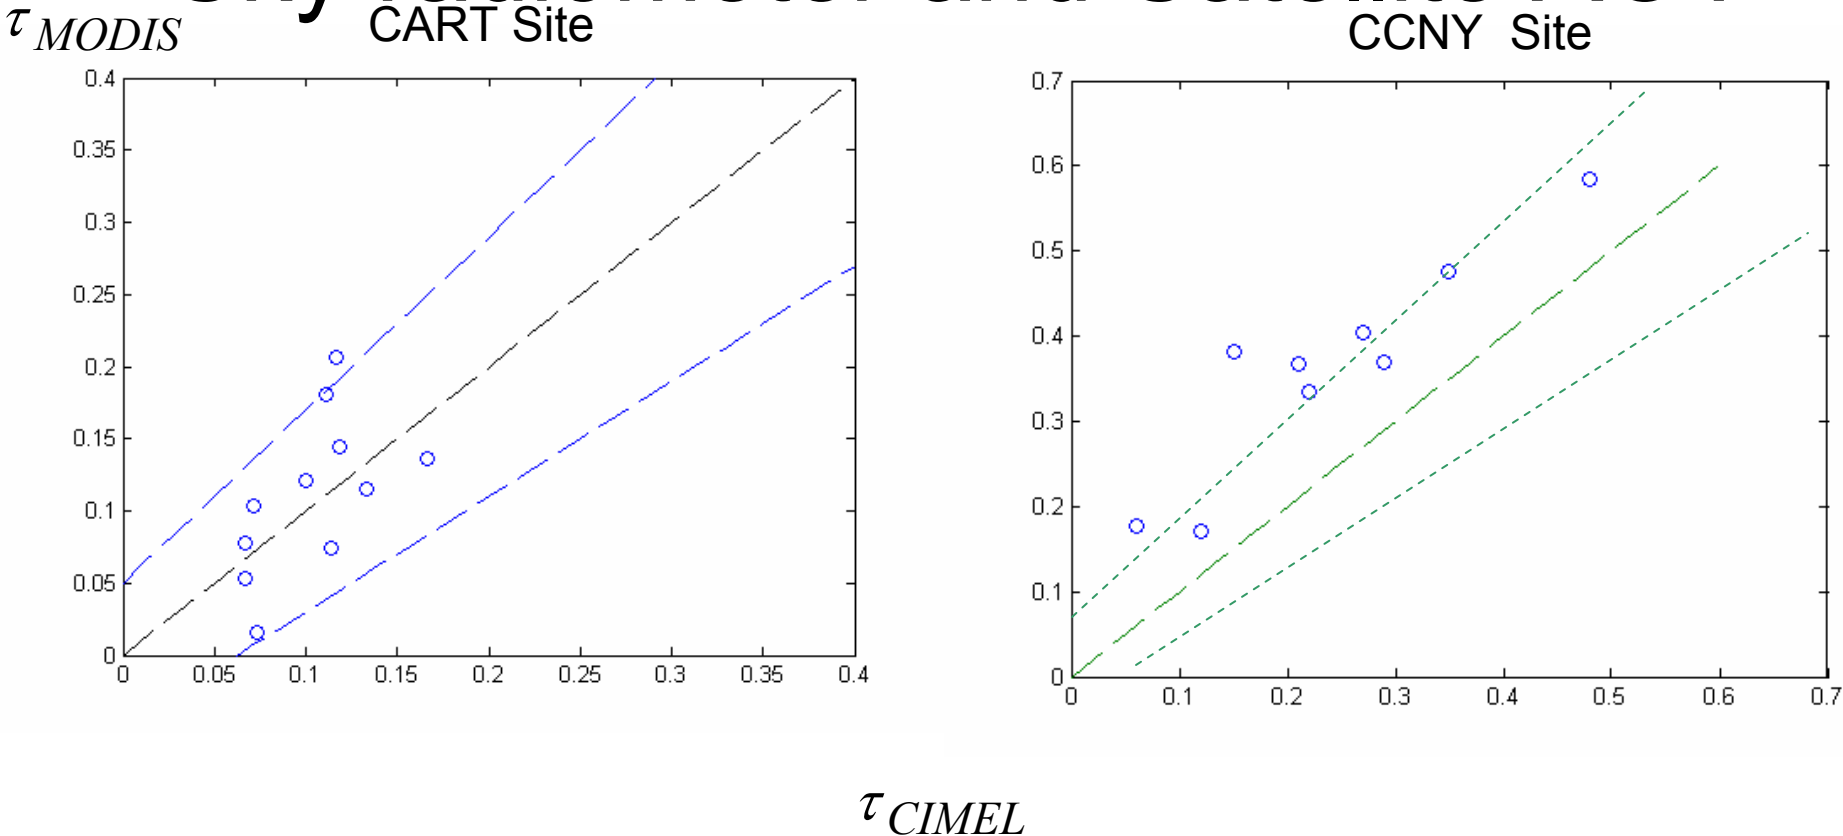 τ MODIS
CART Site
CCNY Site
0.4
0.35
0.3
0.25
0.2
0.15
0.1
0.05
0
0 0.05 0.1 0.15 0.2 0.25 0.3 0.35 0.4
0.7
0.6
0.5
0.4
0.3
0.2
0.1
0
0 0.1 0.2 0.3 0.4 0.5 0.6 0.7
τ CIMEL